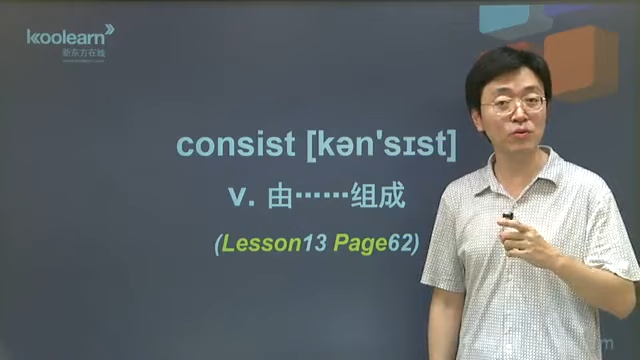 koolearn
新东方在线
consist [kən'sɪst]
v. 由……组成
(Lesson13 Page62)